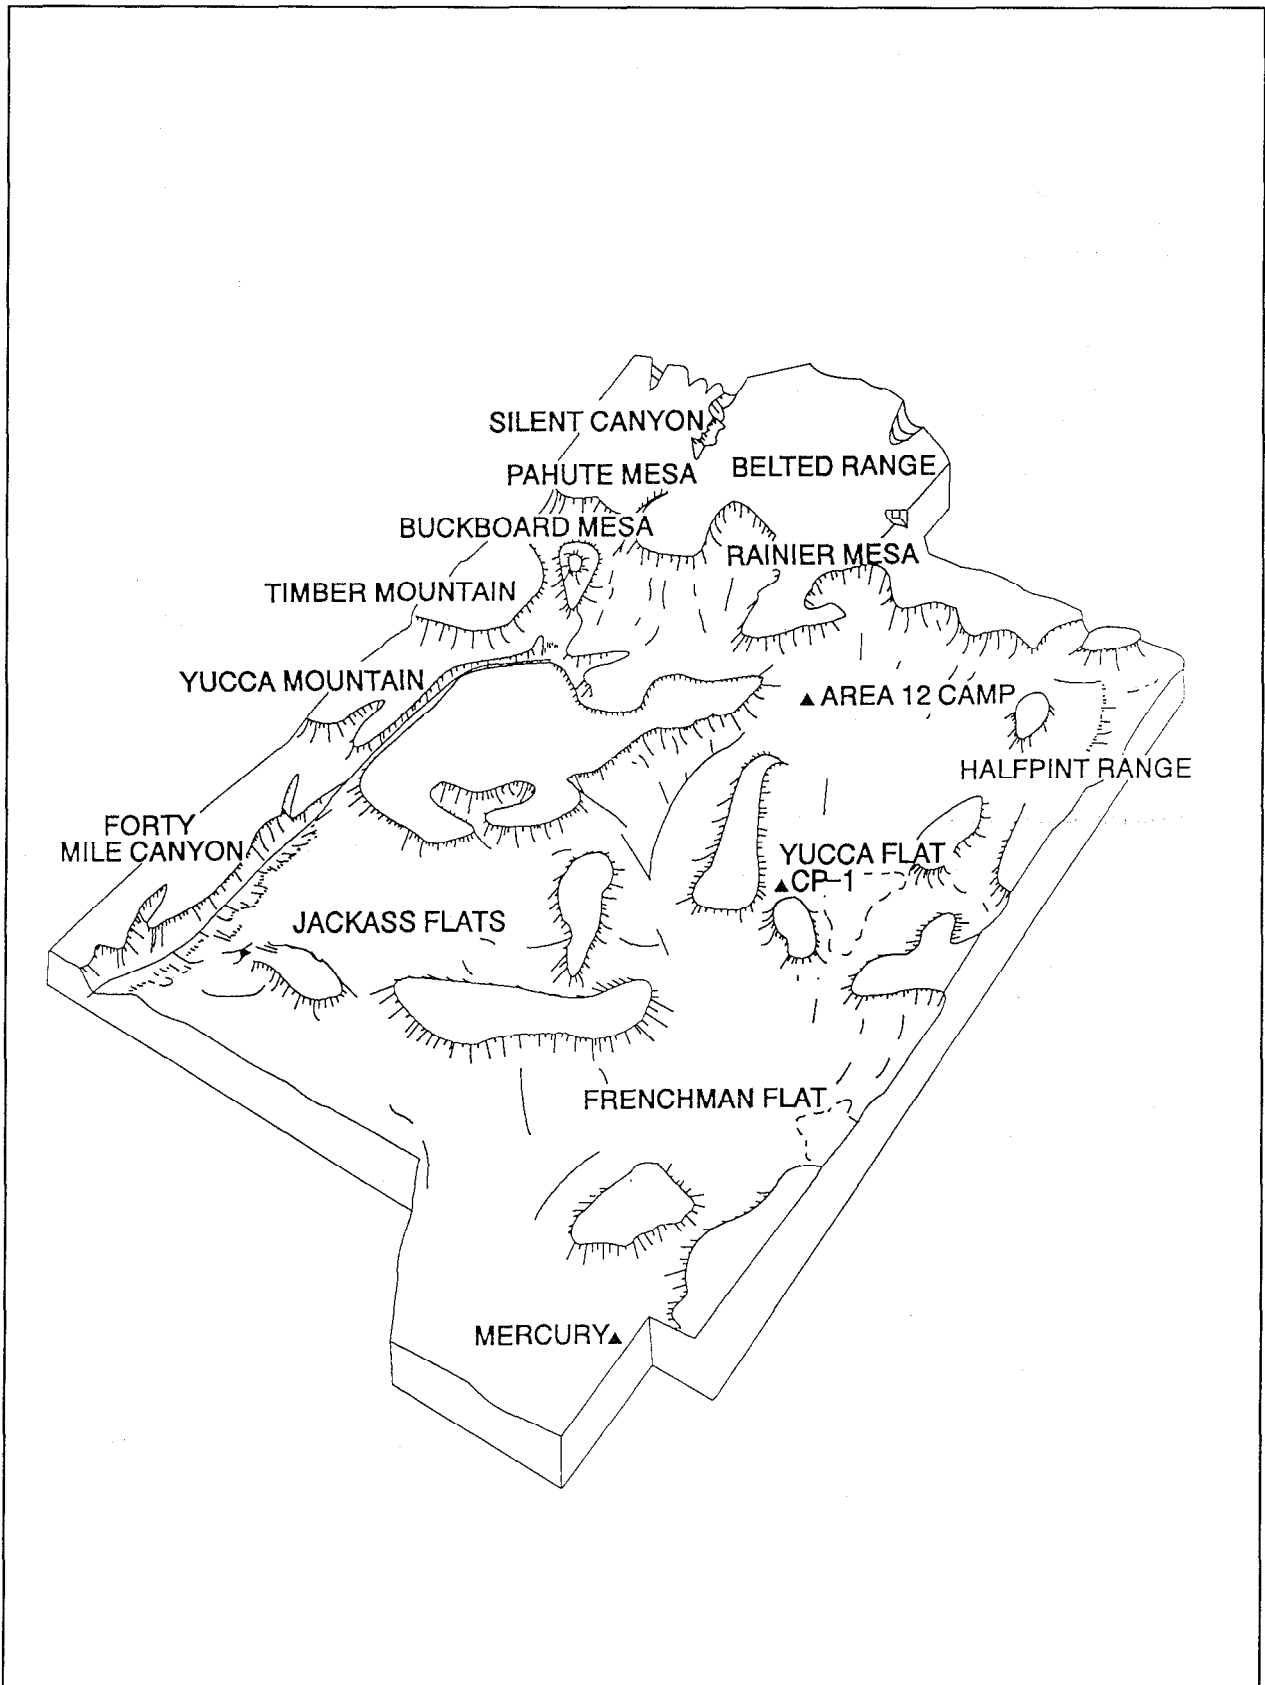 SILENT CANYON
BELTED RANGE
PAHUTE MESA
BUCKBOARD MESA
RAINIER MESA
TIMBER MOUNTAIN
YUCCA MOUNTAIN
▲ AREA 12 CAMP
HALFPINT RANGE
FORTY
MILE CANYON
YUCCA FLAT
▲CP-1
JACKASS FLATS
FRENCHMAN FLAT
MERCURY▲